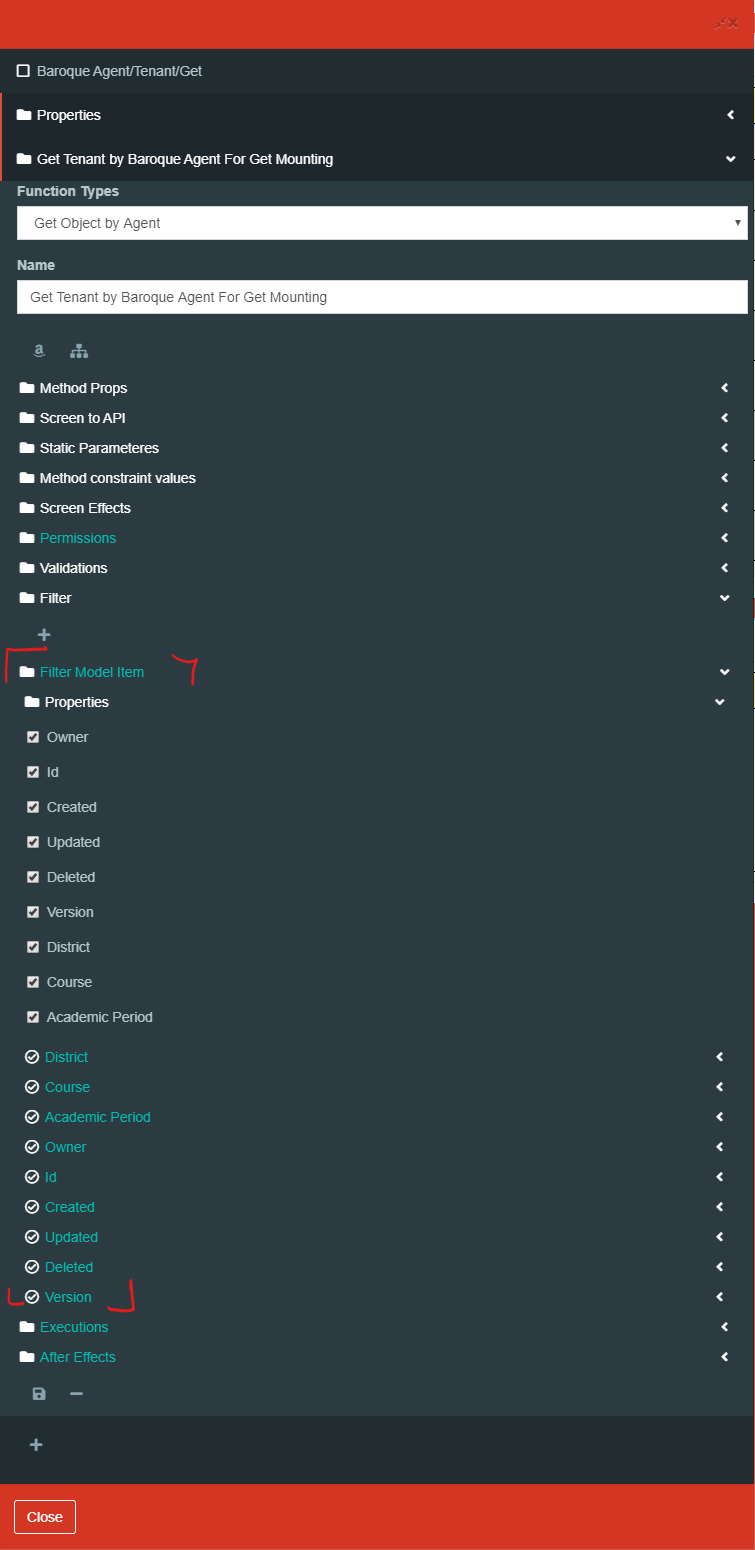 Baroque Agent/Tenant/Get
Properties
Get Tenant by Baroque Agent For Get Mounting
Function Types
Get Object by Agent
Name
Get Tenant by Baroque Agent For Get Mounting
Method Props
Screen to API
Static Parameteres
Method constraint values
Screen Effects
Permissions
Validations
Filter
Filter Model Item
Properties
Owner
Id
Created
Updated
Deleted
Version
District
Course
Academic Period
District
Course
Academic Period
Owner
Id
Created
Updated
Deleted
Version
Executions
After Effects
Close